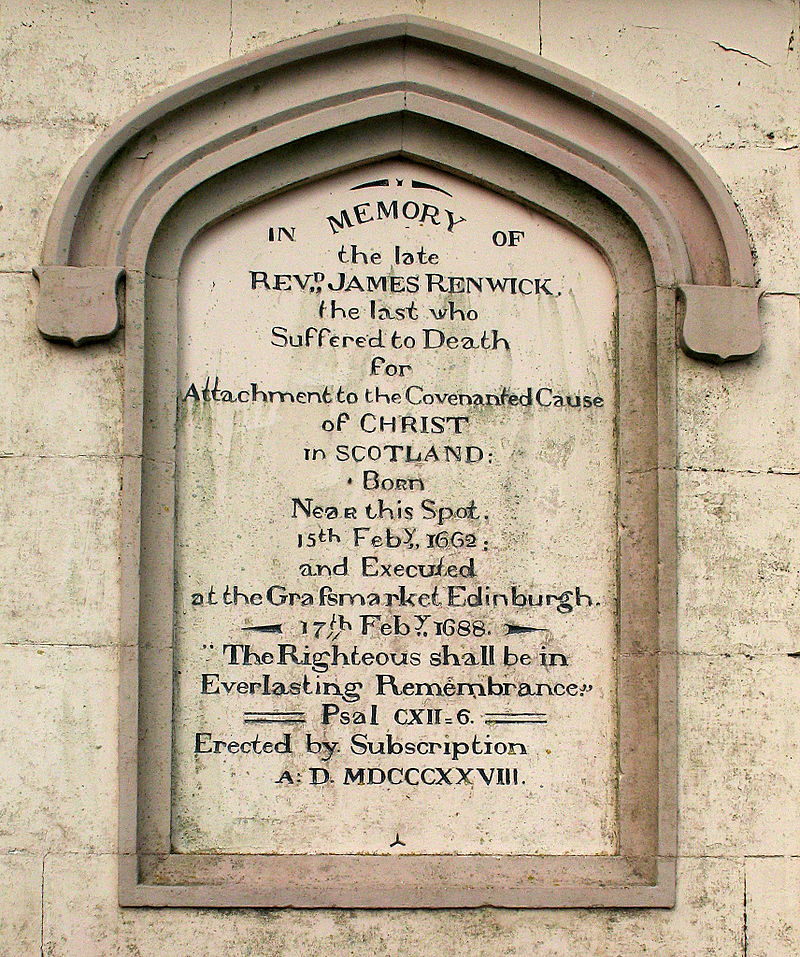 IN MEMORY OF
the late
REVD. JAMES RENWICK.
the last who
Suffered to Death
for
Attachment to the Covenanted Cause
of CHRIST
in SCOTLAND:
Born
Near this Spot.
15th Feby., 1662:
and Executed
at the Graſsmarket Edinburgh.
17th Feby. 1688.
"The Righteous shall be in
Everlasting Remembrance."
Psal CXII=6.
Erected by Subscription
A: D. MDCCCXXVIII.